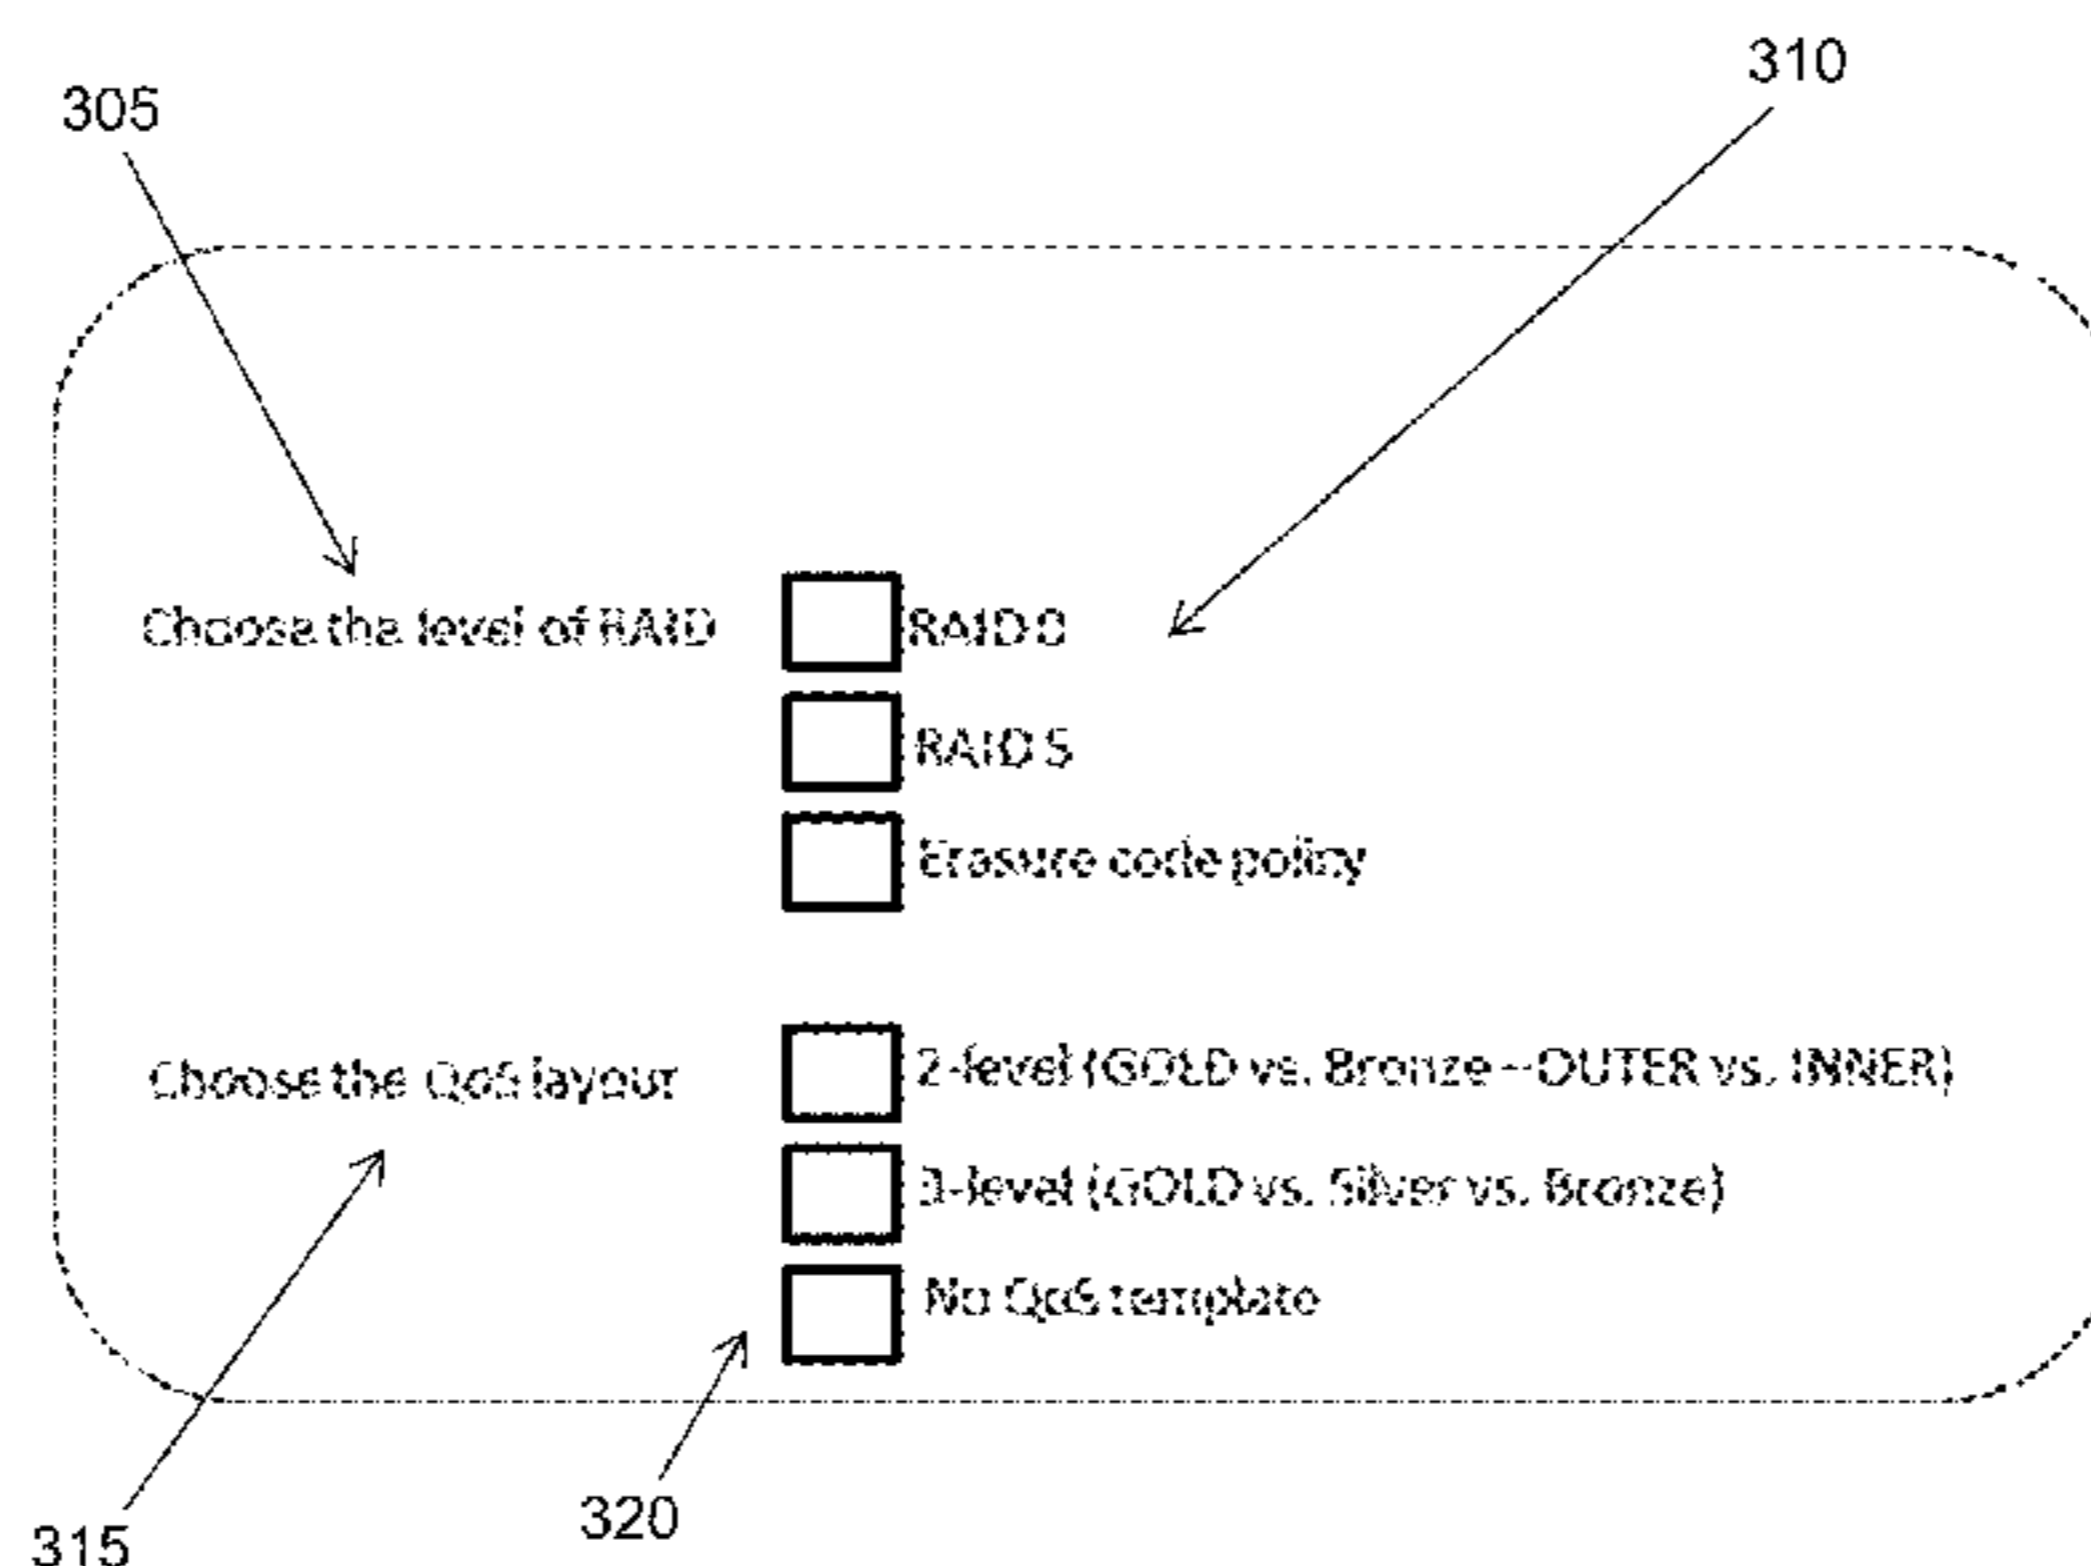 310
305
Choose the level of RAID
RAID 0
RAID 5
Erasure code policy
Choose the QoS layout
2-level (GOLD vs. Bronze--OUTER vs. INNER)
3-level (GOLD vs. Silver vs. Bronze)
No QoS template
320
315